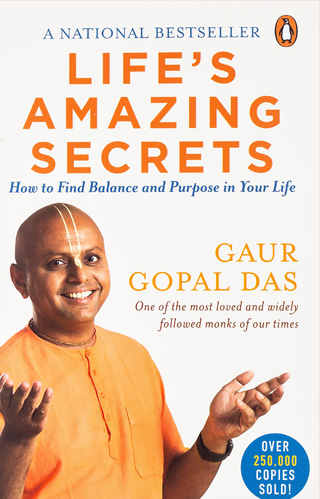 A NATIONAL BESTSELLER
LIFE'S
AMAZING
SECRETS
How to Find Balance and Purpose in Your Life
GAUR
GOPAL DAS
One of the most loved and widely
followed monks of our times
OVER
250,000
COPIES
SOLD!